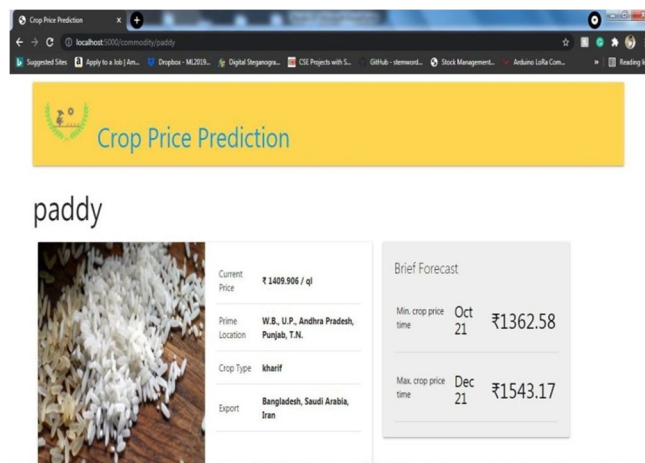 Crop Price Prediction
localhost:5000/commodity/paddy
Suggested Sites Apply to a Job | Am... Dropbox - ML2019... Digital Steganogra... CSE Projects with S... GitHub - stemword... Stock Management... Arduino LoRa Com... » Reading li
Crop Price Prediction
paddy
Current Price ₹ 1409.906 / ql
Prime Location W.B., U.P., Andhra Pradesh, Punjab, T.N.
Crop Type kharif
Export Bangladesh, Saudi Arabia, Iran
Brief Forecast
Min. crop price time Oct 21 ₹1362.58
Max. crop price time Dec 21 ₹1543.17